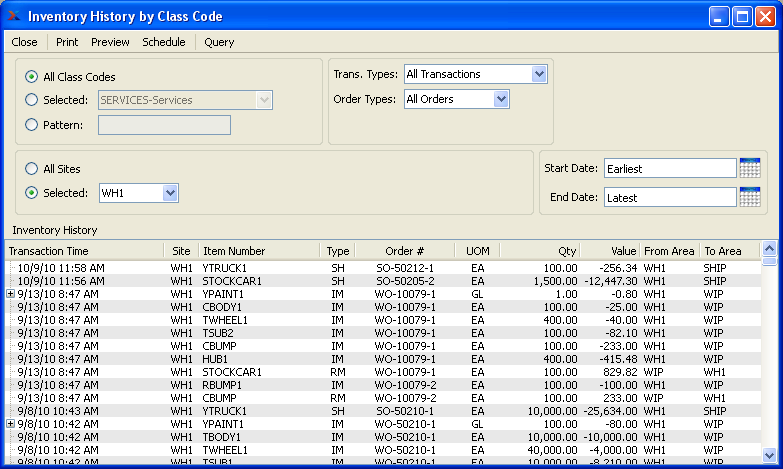 Inventory History by Class Code
Close Print Preview Schedule Query
All Class Codes
Selected: SERVICES-Services
Pattern:
Trans. Types: All Transactions
Order Types: All Orders
All Sites
Selected: WH1
Start Date: Earliest
End Date: Latest
Inventory History
Transaction Time Site Item Number Type Order # UOM Qty Value From Area To Area
10/9/10 11:58 AM WH1 YTRUCK1 SH SO-50212-1 EA 100.00 -256.34 WH1 SHIP
10/9/10 11:56 AM WH1 STOCKCAR1 SH SO-50205-2 EA 1,500.00 -12,447.30 WH1 SHIP
9/13/10 8:47 AM WH1 YPAINT1 IM WO-10079-1 GL 1.00 -0.80 WH1 WIP
9/13/10 8:47 AM WH1 CBODY1 IM WO-10079-1 EA 100.00 -25.00 WH1 WIP
9/13/10 8:47 AM WH1 TWHEEL1 IM WO-10079-1 EA 400.00 -40.00 WH1 WIP
9/13/10 8:47 AM WH1 TSUB2 IM WO-10079-1 EA 100.00 -82.10 WH1 WIP
9/13/10 8:47 AM WH1 CBUMP IM WO-10079-1 EA 100.00 -233.00 WH1 WIP
9/13/10 8:47 AM WH1 HUB1 IM WO-10079-1 EA 400.00 -415.48 WH1 WIP
9/13/10 8:47 AM WH1 STOCKCAR1 RM WO-10079-1 EA 100.00 829.82 WIP WH1
9/13/10 8:47 AM WH1 RBUMP1 IM WO-10079-2 EA 100.00 -100.00 WH1 WIP
9/13/10 8:47 AM WH1 CBUMP RM WO-10079-2 EA 100.00 233.00 WIP WH1
9/8/10 10:43 AM WH1 YTRUCK1 SH SO-50210-1 EA 10,000.00 -25,634.00 WH1 SHIP
9/8/10 10:42 AM WH1 YPAINT1 IM WO-50210-1 GL 100.00 -80.00 WH1 WIP
9/8/10 10:42 AM WH1 TBODY1 IM WO-50210-1 EA 10,000.00 -10,000.00 WH1 WIP
9/8/10 10:42 AM WH1 TWHEEL1 IM WO-50210-1 EA 40,000.00 -4,000.00 WH1 WIP
9/8/10 10:42 AM WH1 TSUB1 IM WO-50210-1 EA 10,000.00 -8,210.00 WH1 WIP